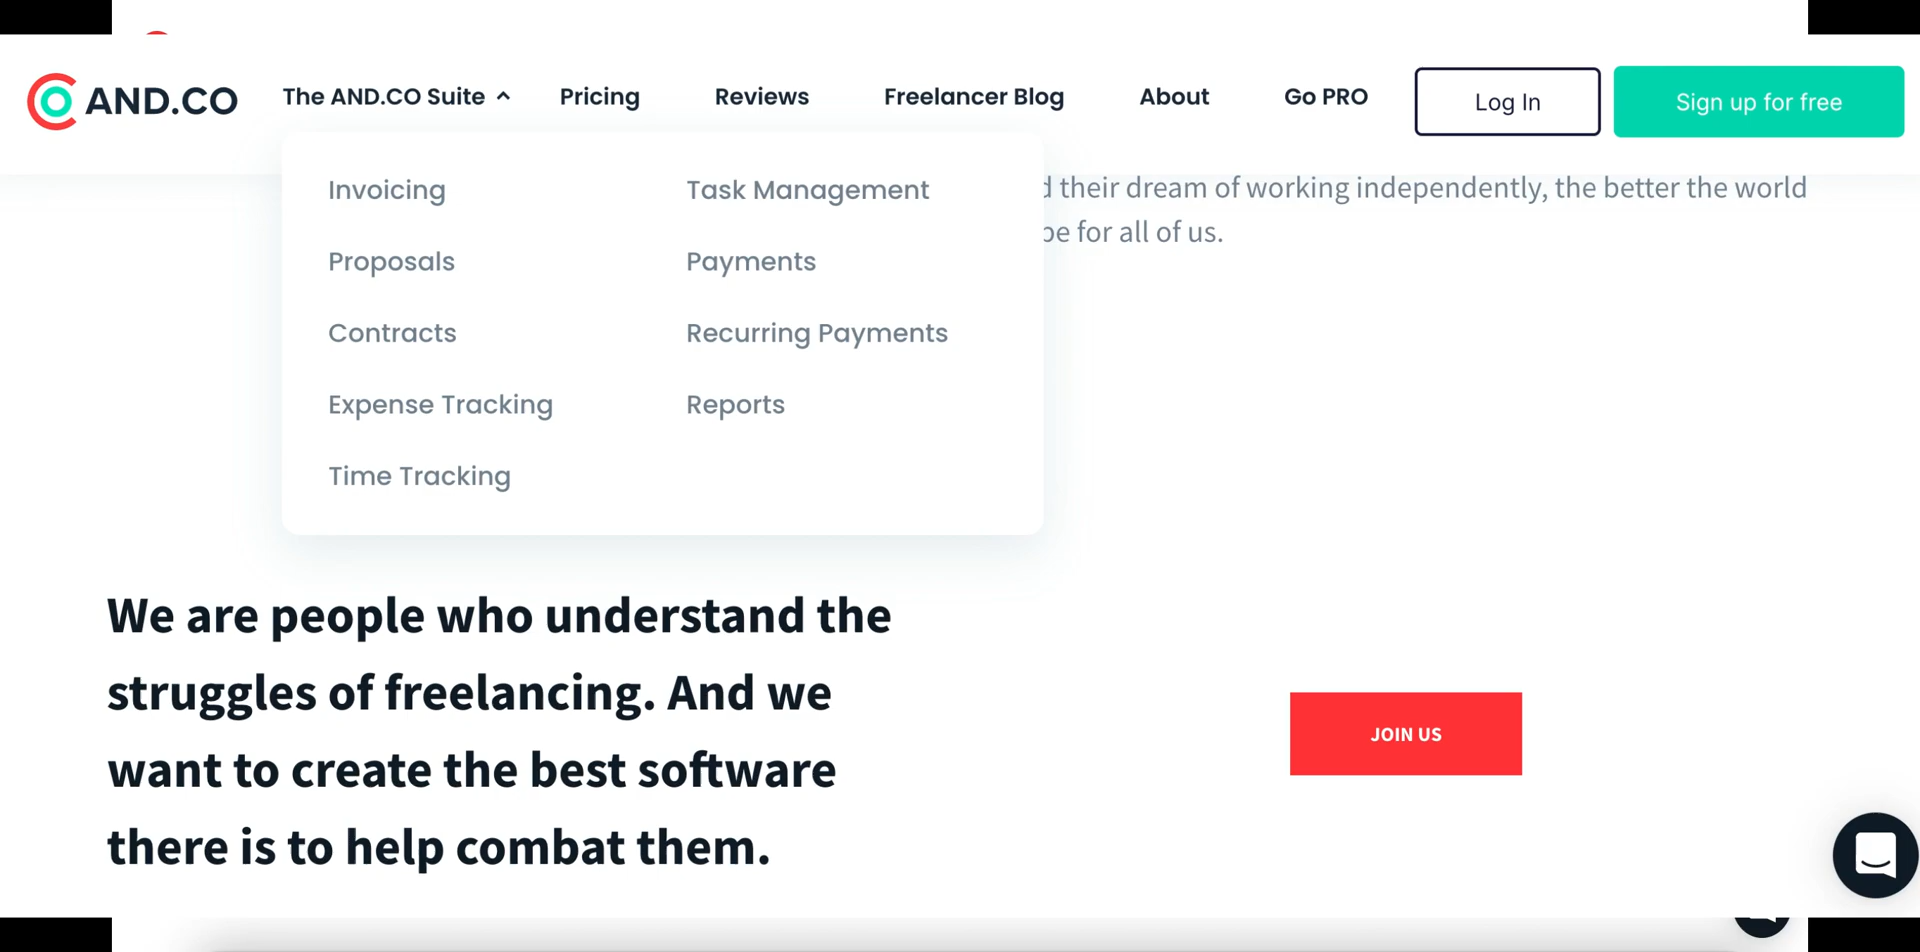 AND.CO
The AND.CO Suite
Pricing
Reviews
Freelancer Blog
About
Go PRO
Log In
Sign up for free
Invoicing
Task Management
Proposals
Payments
Contracts
Recurring Payments
Expense Tracking
Reports
Time Tracking
their dream of working independently, the better the world
be for all of us.
We are people who understand the
struggles of freelancing. And we
want to create the best software
there is to help combat them.
JOIN US